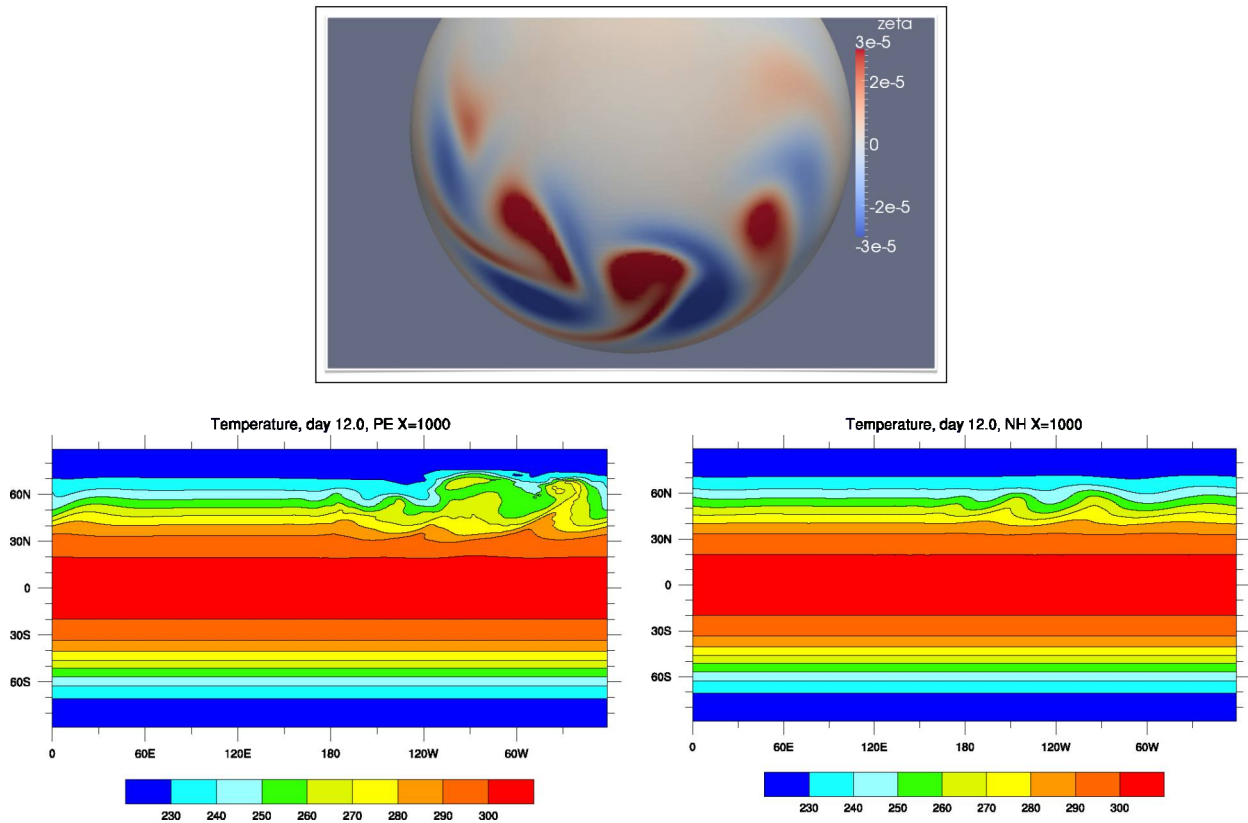 zeta
3e-5
2e-5
0
-2e-5
-3e-5
Temperature, day 12.0, PE X=1000
60N
30N
0
30S
60S
0 60E 120E 180 120W 60W
230 240 250 260 270 280 290 300
Temperature, day 12.0, NH X=1000
60N
30N
0
30S
60S
0 60E 120E 180 120W 60W
230 240 250 260 270 280 290 300